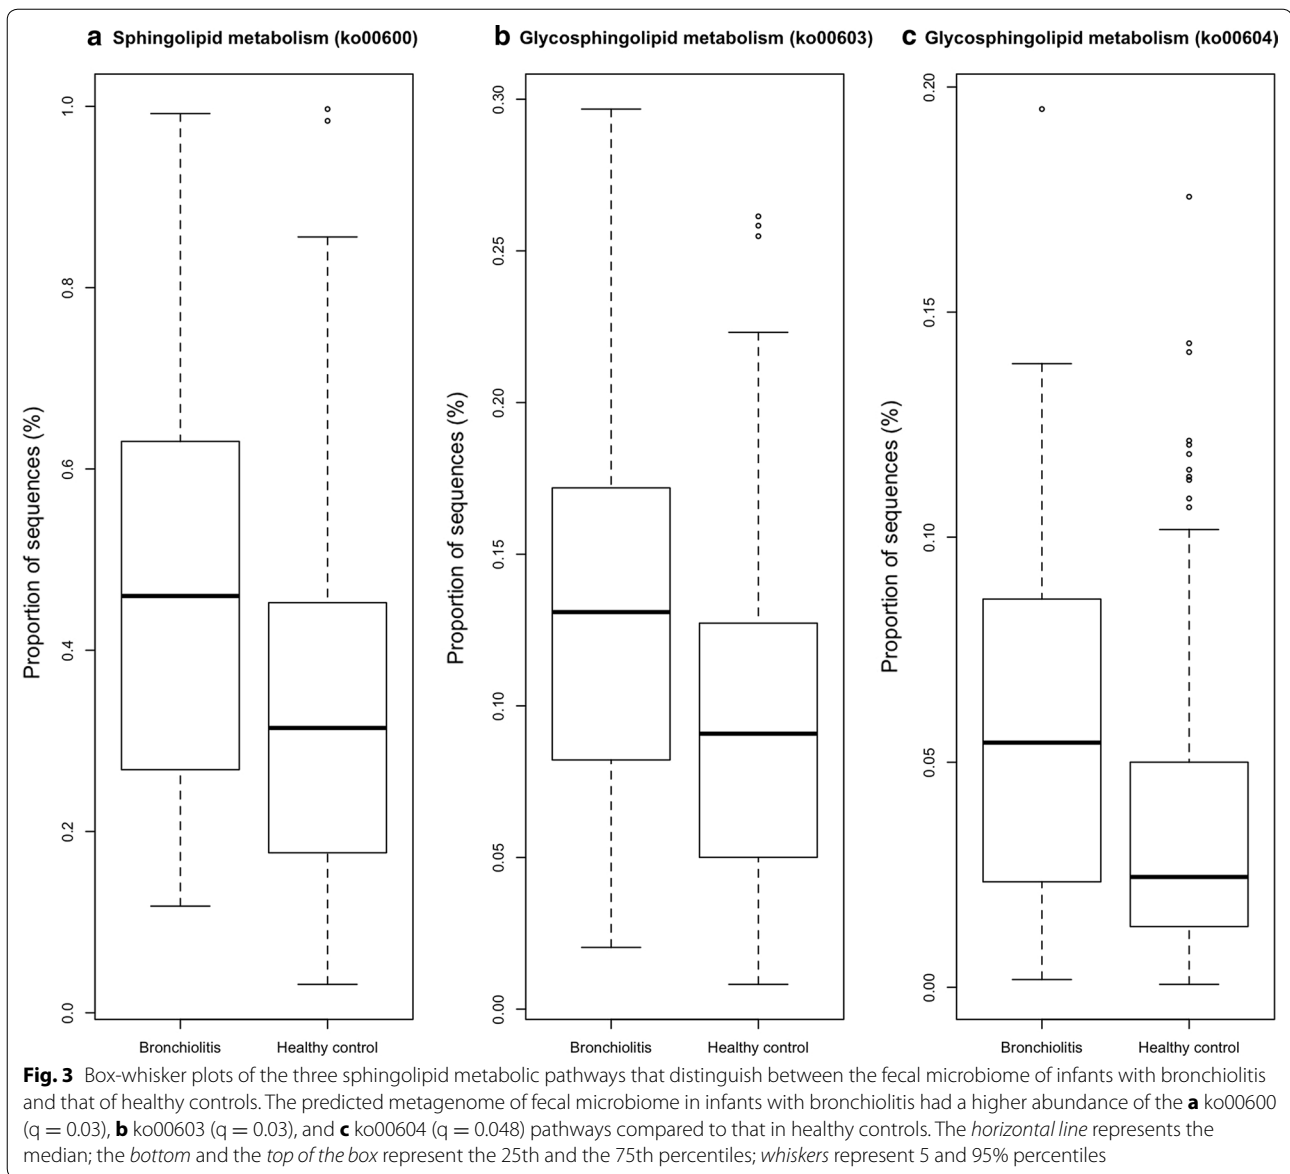 a Sphingolipid metabolism (ko00600)
Proportion of sequences (%)
1.0
0.8
0.6
0.4
0.2
0.0
Bronchiolitis
Healthy control
b Glycosphingolipid metabolism (ko00603)
Proportion of sequences (%)
0.30
0.25
0.20
0.15
0.10
0.05
0.00
Bronchiolitis
Healthy control
c Glycosphingolipid metabolism (ko00604)
Proportion of sequences (%)
0.20
0.15
0.10
0.05
0.00
Bronchiolitis
Healthy control
Fig. 3 Box-whisker plots of the three sphingolipid metabolic pathways that distinguish between the fecal microbiome of infants with bronchiolitis
and that of healthy controls. The predicted metagenome of fecal microbiome in infants with bronchiolitis had a higher abundance of the a ko00600
(q = 0.03), b ko00603 (q = 0.03), and c ko00604 (q = 0.048) pathways compared to that in healthy controls. The horizontal line represents the
median; the bottom and the top of the box represent the 25th and the 75th percentiles; whiskers represent 5 and 95% percentiles